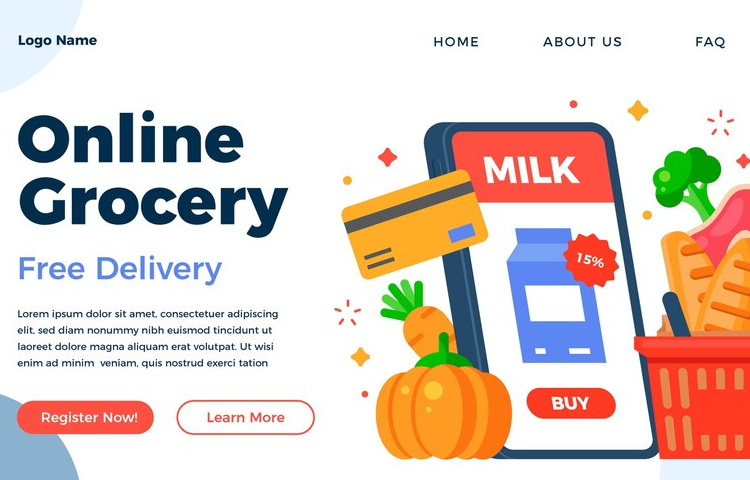 Logo Name
HOME ABOUT US FAQ
Online
Grocery
Free Delivery
Lorem ipsum dolor sit amet, consectetuer adipiscing
elit, sed diam nonummy nibh euismod tincidunt ut
laoreet dolore magna aliquam erat volutpat. Ut wisi
enim ad minim veniam, quis nostrud exerci tation
Register Now!
Learn More
MILK
15%
BUY